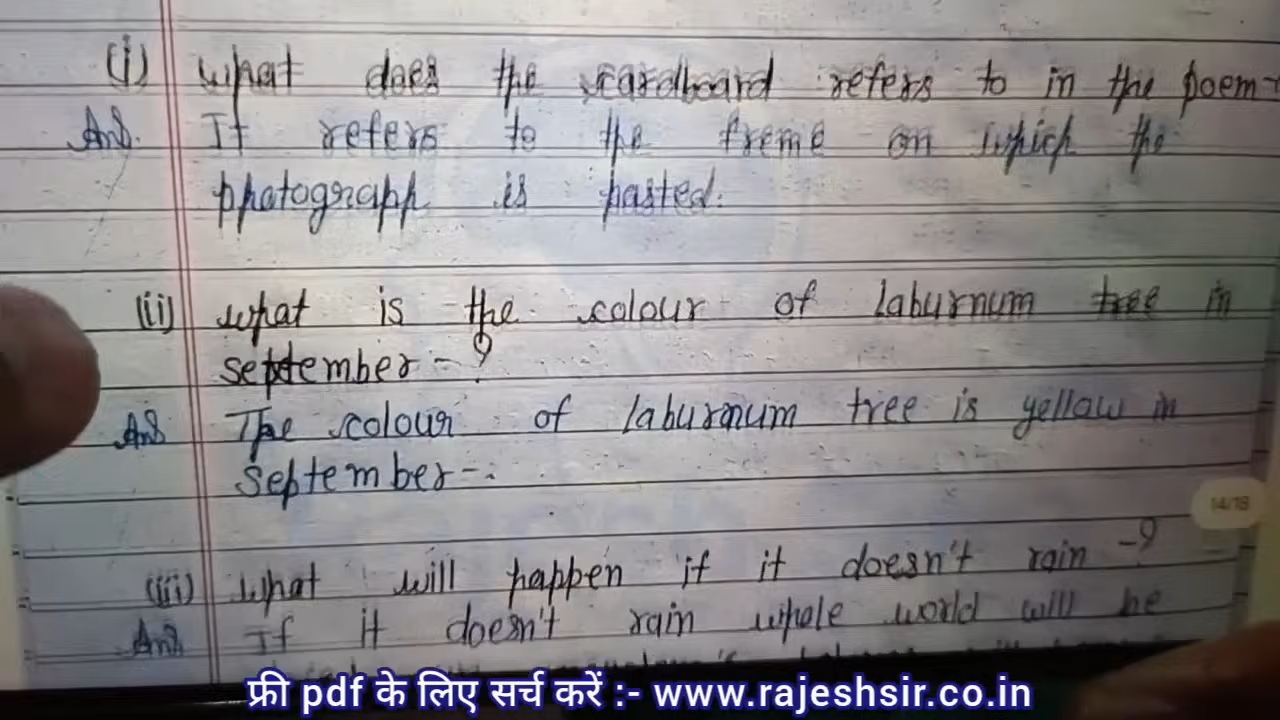 (i) What does the cardboard refers to in the poem-
Ans. It refers to the freme on which the
photograph is pasted.
(ii) what is the colour of laburnum tree in
september - ?
Ans The colour of laburnum tree is yellow in
September -.
14/18
(iii) what will happen if it doesn't rain - ?
Ans If it doesn't rain whole world will be
फ्री pdf के लिए सर्च करें :- www.rajeshsir.co.in